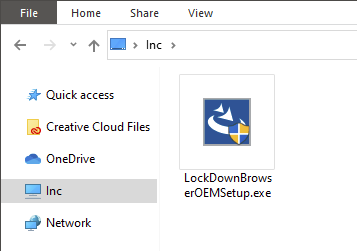 File
Home
Share
View
Inc
Quick access
Creative Cloud Files
OneDrive
Inc
Network
LockDownBrows
erOEMSetup.exe